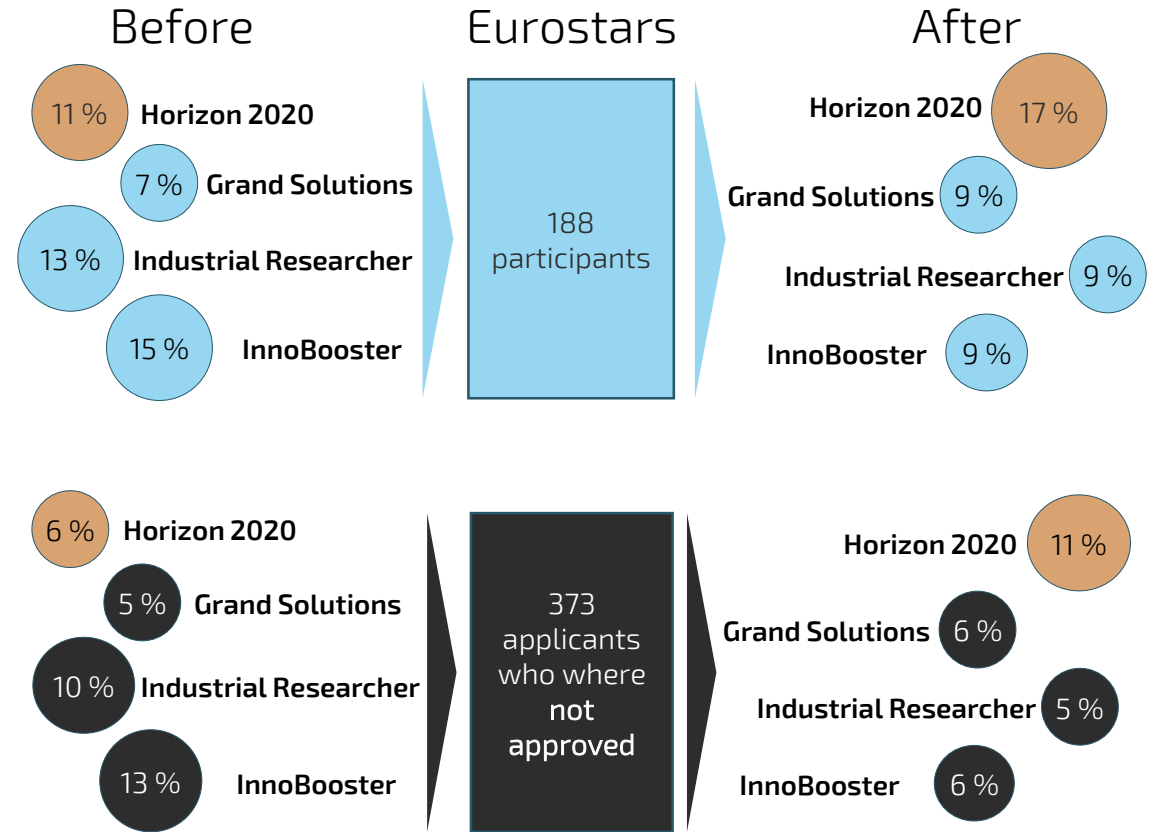 Before
Eurostars
After
11 %
Horizon 2020
7 %
Grand Solutions
13 %
Industrial Researcher
15 %
InnoBooster
188
participants
Horizon 2020
17 %
Grand Solutions
9 %
Industrial Researcher
9 %
InnoBooster
9 %
6 %
Horizon 2020
5 %
Grand Solutions
10 %
Industrial Researcher
13 %
InnoBooster
373
applicants
who where
not
approved
Horizon 2020
11 %
Grand Solutions
6 %
Industrial Researcher
5 %
InnoBooster
6 %